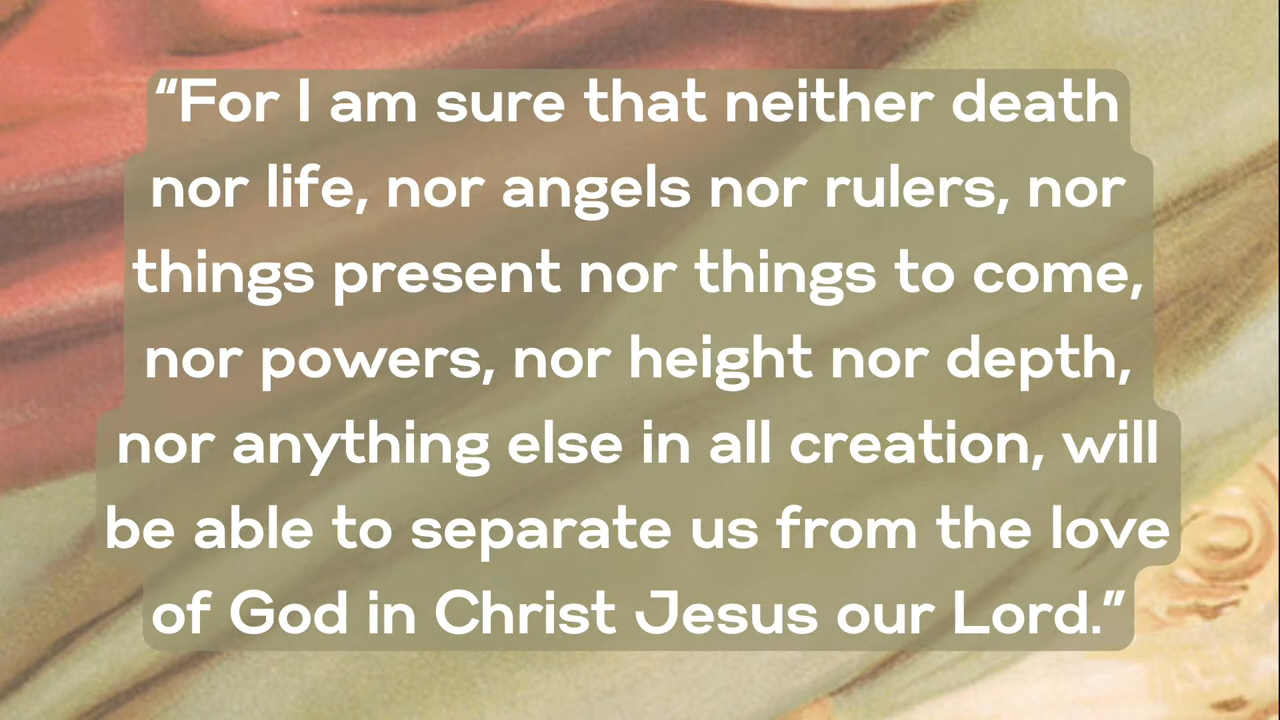 “For I am sure that neither death
nor life, nor angels nor rulers, nor
things present nor things to come,
nor powers, nor height nor depth,
nor anything else in all creation, will
be able to separate us from the love
of God in Christ Jesus our Lord.”